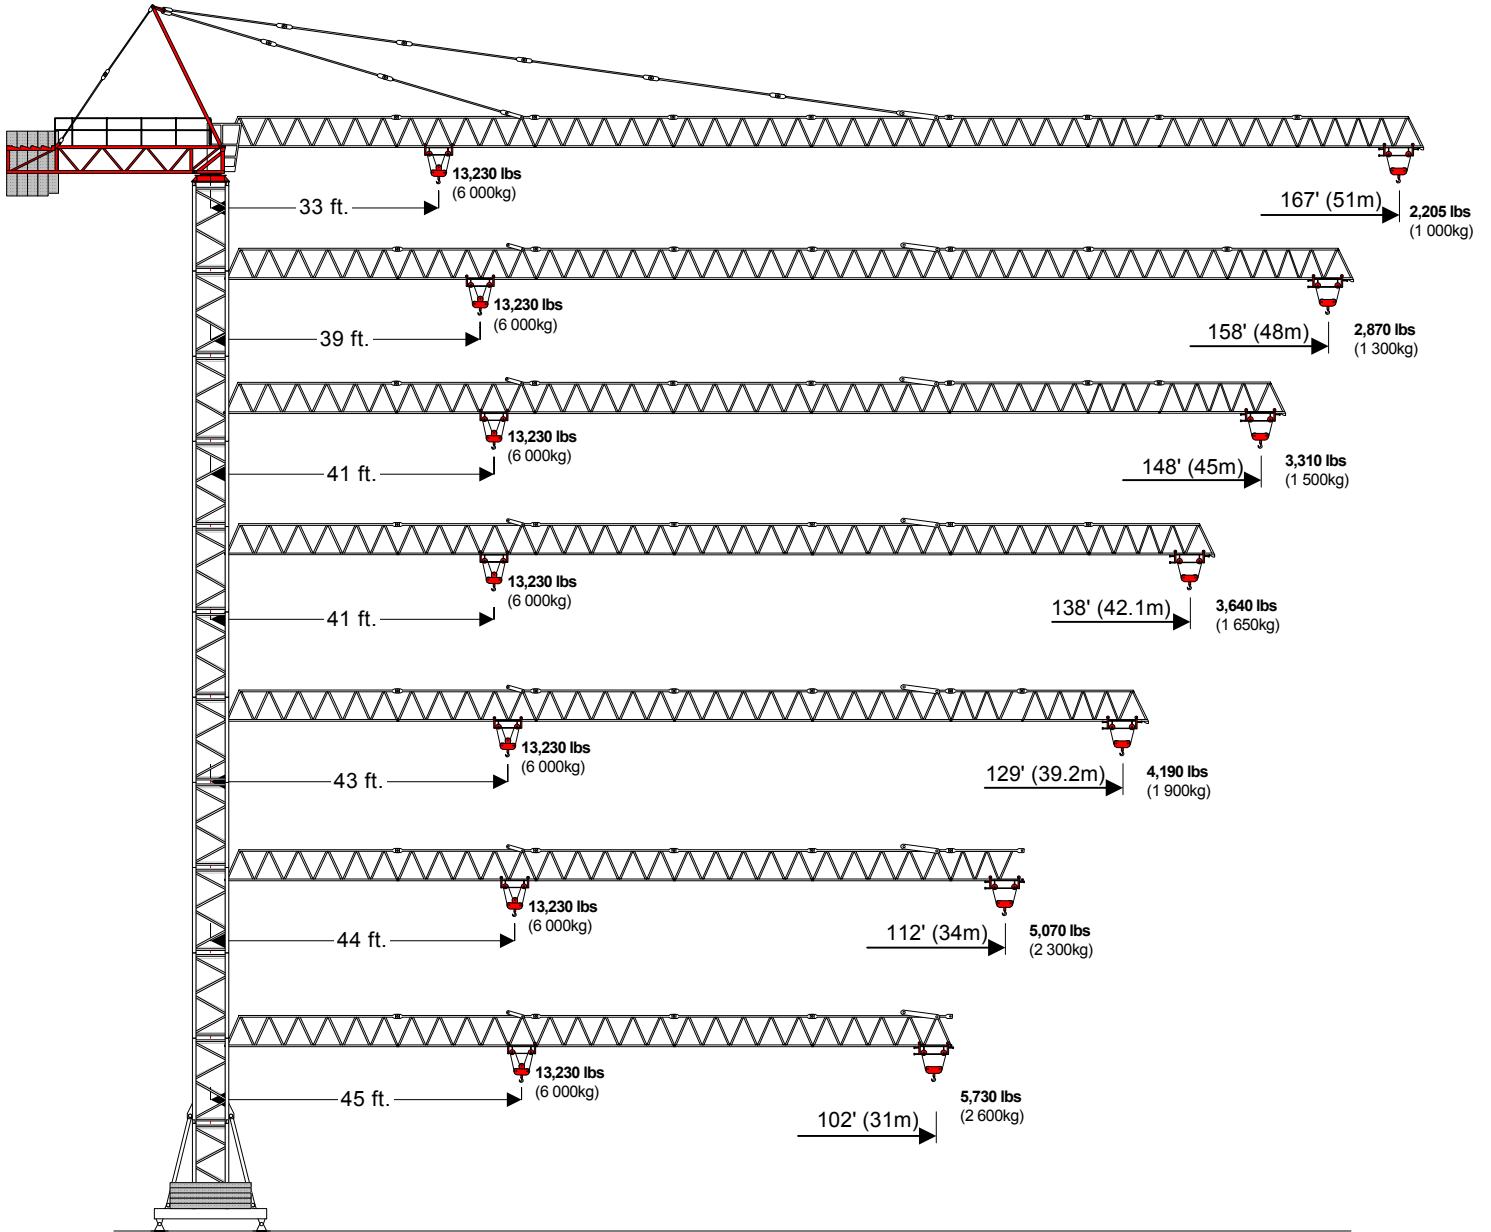 13,230 lbs
(6 000kg)
33 ft.
167' (51m)
2,205 lbs
(1 000kg)
13,230 lbs
(6 000kg)
39 ft.
158' (48m)
2,870 lbs
(1 300kg)
13,230 lbs
(6 000kg)
41 ft.
148' (45m)
3,310 lbs
(1 500kg)
13,230 lbs
(6 000kg)
41 ft.
138' (42.1m)
3,640 lbs
(1 650kg)
13,230 lbs
(6 000kg)
43 ft.
129' (39.2m)
4,190 lbs
(1 900kg)
13,230 lbs
(6 000kg)
44 ft.
112' (34m)
5,070 lbs
(2 300kg)
13,230 lbs
(6 000kg)
45 ft.
102' (31m)
5,730 lbs
(2 600kg)